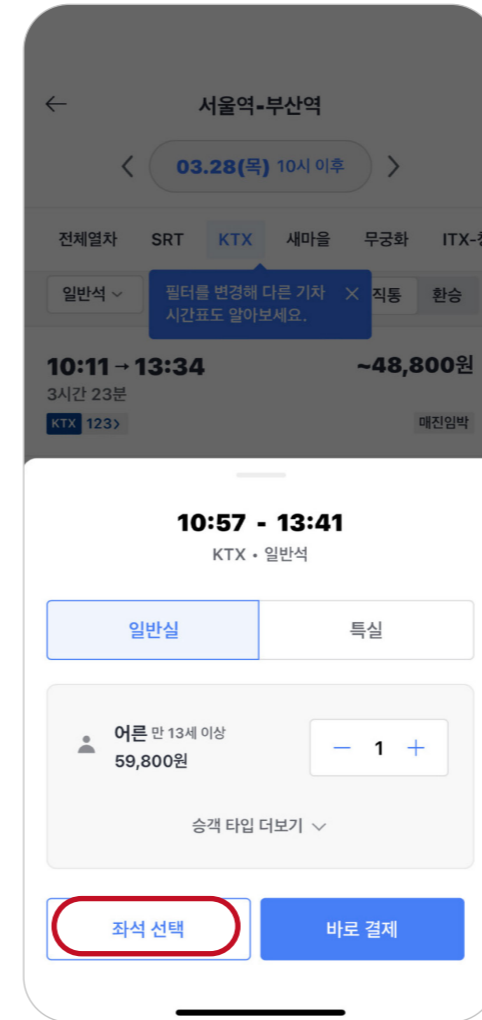 서울역-부산역
03.28(목) 10시 이후
전체열차 SRT KTX 새마을 무궁화 ITX-
일반석 직통 환승
필터를 변경해 다른 기차
시간표도 알아보세요.
10:11→13:34 ~48,800원
3시간 23분
KTX 123> 매진임박
10:57 - 13:41
KTX • 일반석
일반실 특실
어른 만 13세 이상
59,800원
1
승객 타입 더보기
좌석 선택 바로 결제